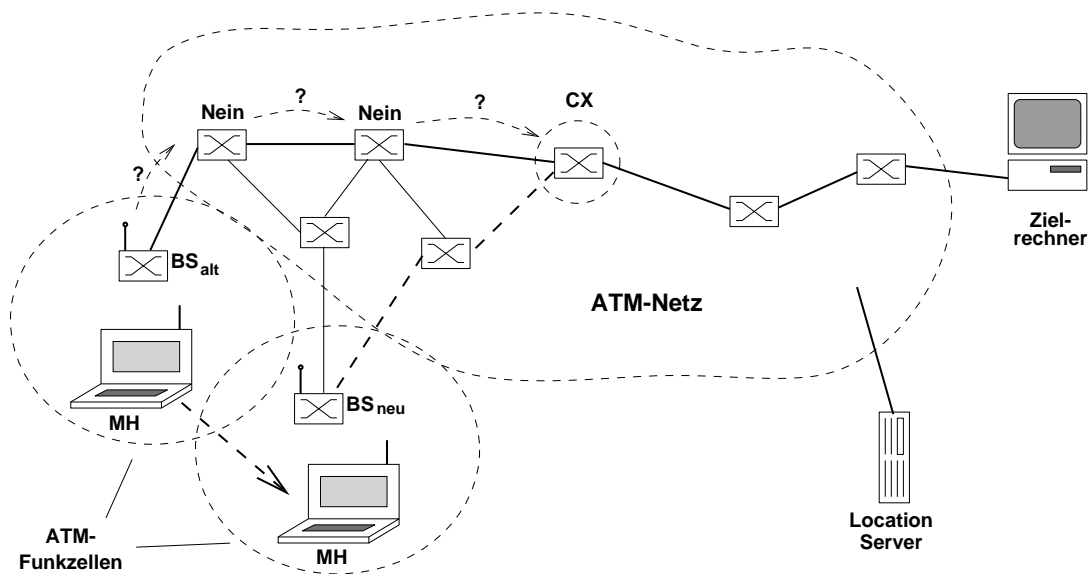 ?
?
CX
Nein
Nein
?
BS alt
Ziel-
rechner
ATM-Netz
BS neu
MH
MH
ATM-
Funkzellen
Location
Server